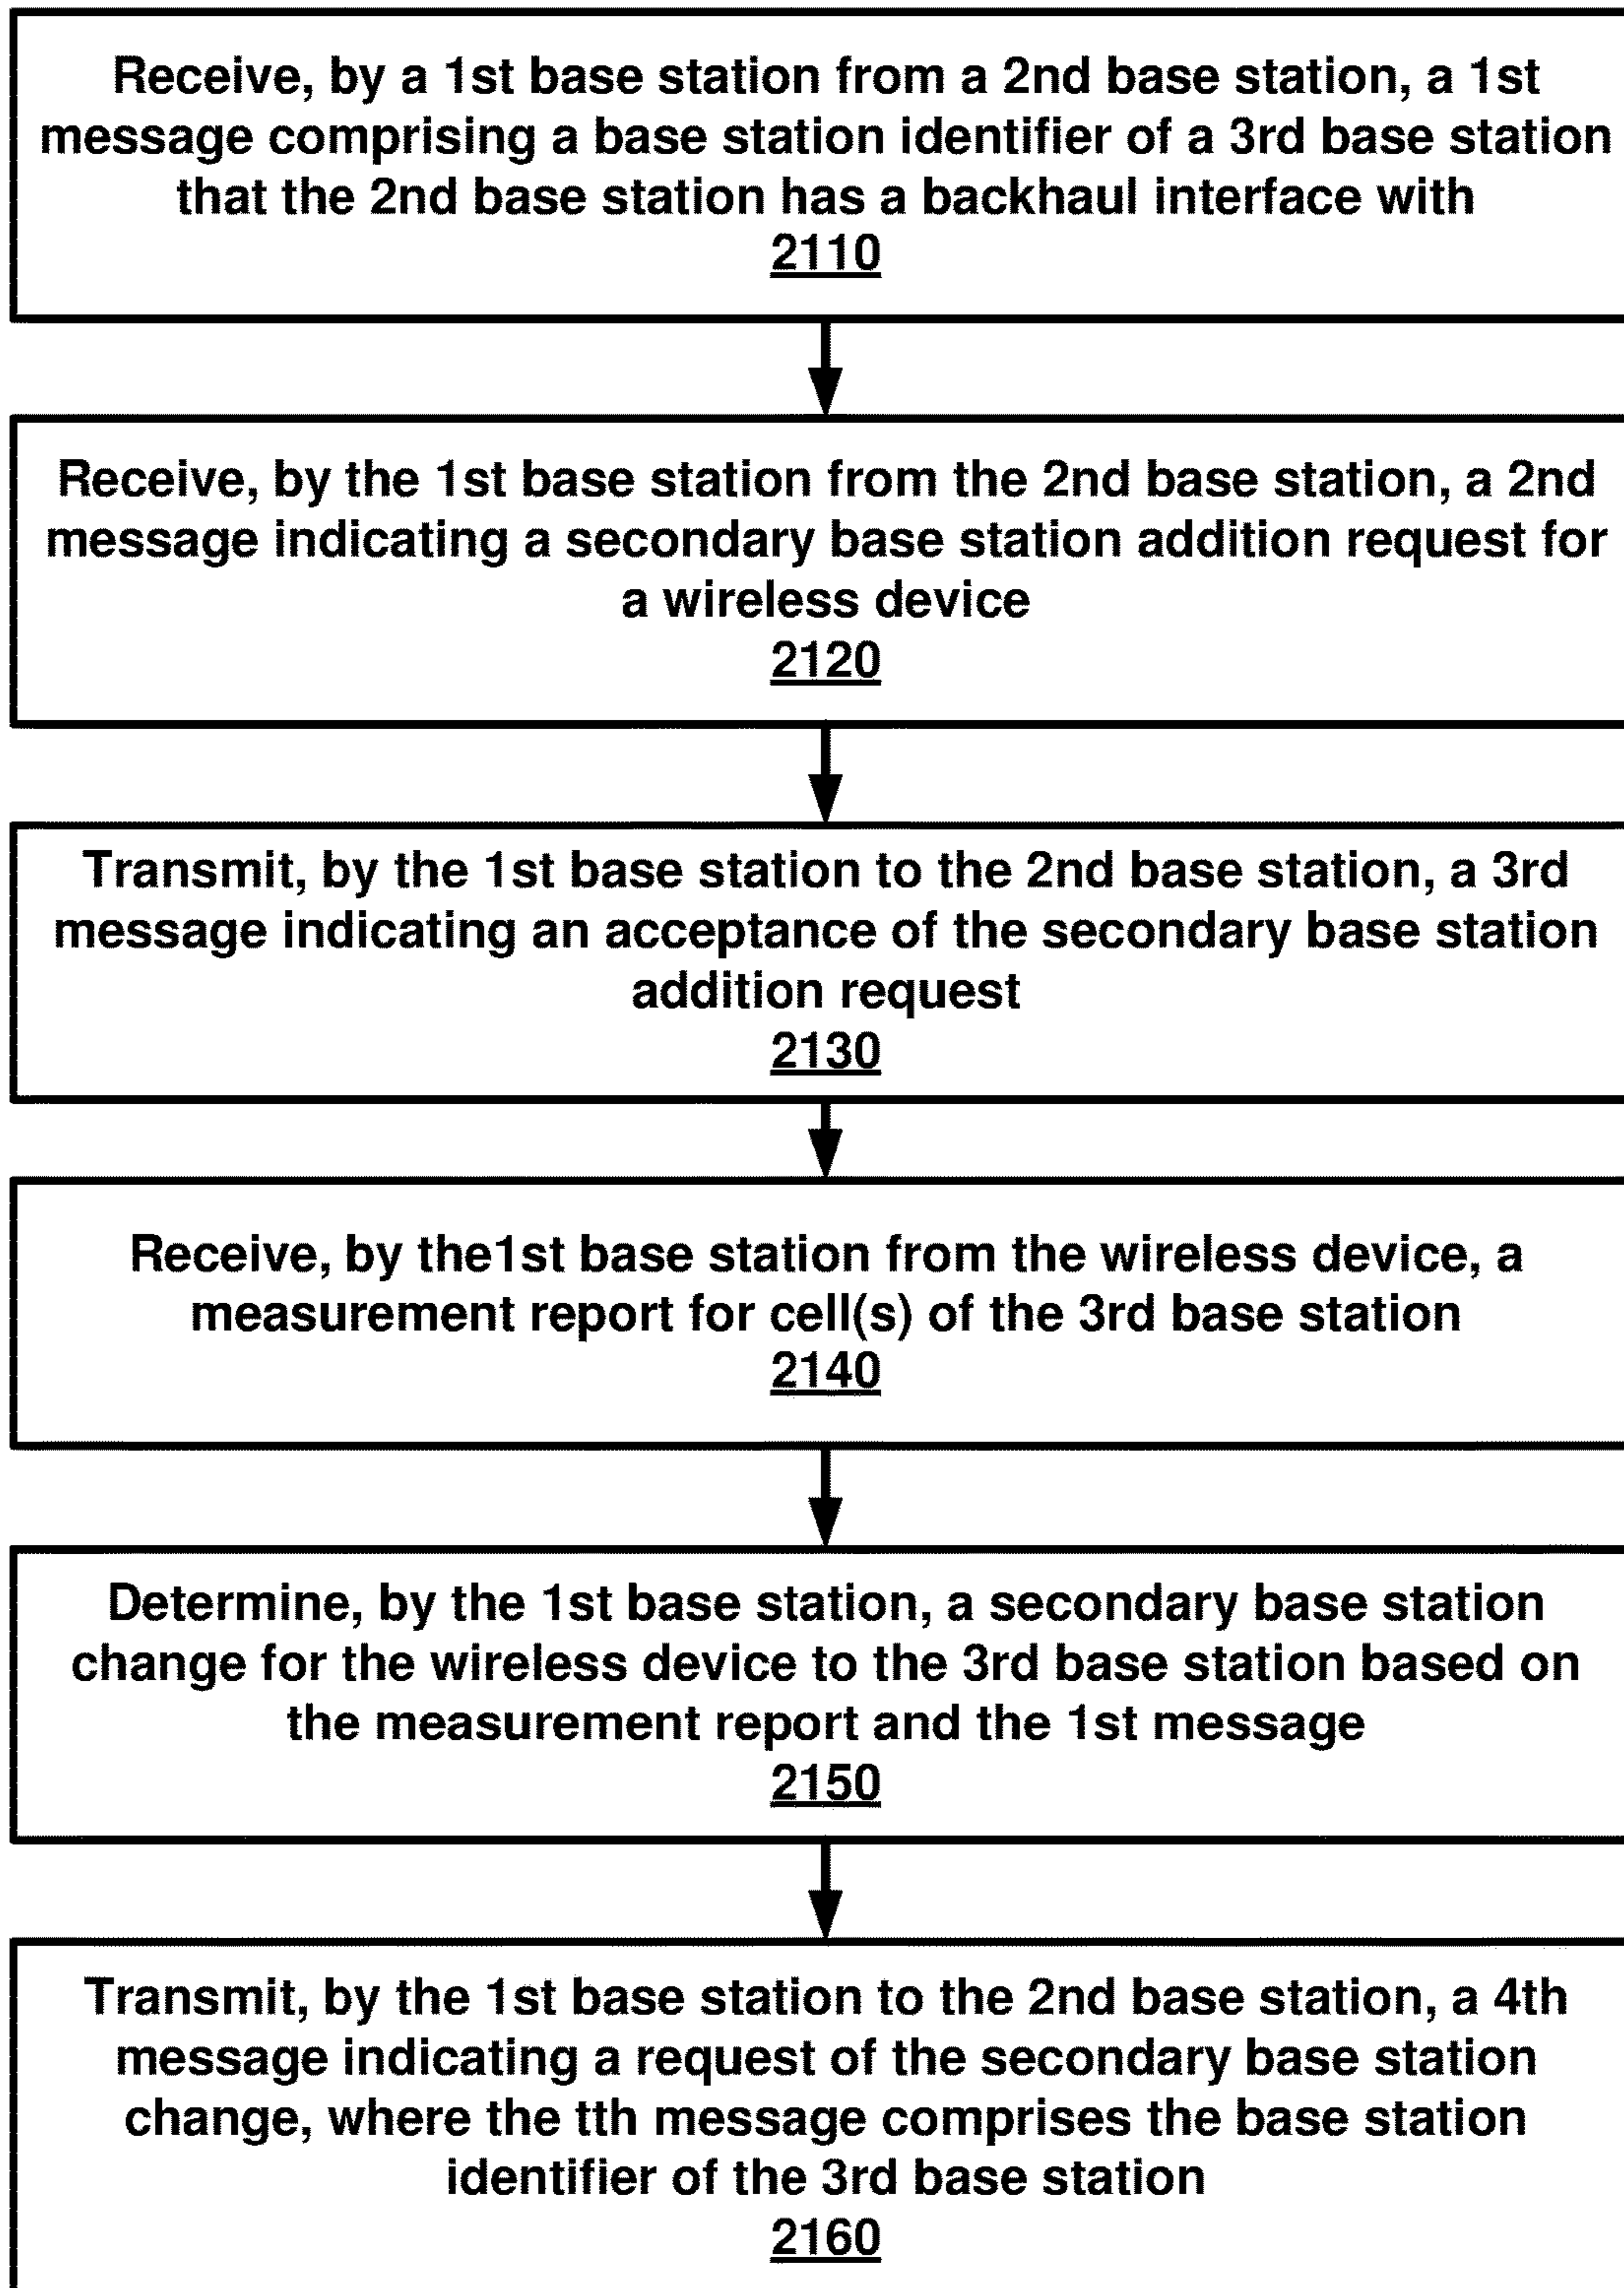 Receive, by a 1st base station from a 2nd base station, a 1st
message comprising a base station identifier of a 3rd base station
that the 2nd base station has a backhaul interface with
2110
Receive, by the 1st base station from the 2nd base station, a 2nd
message indicating a secondary base station addition request for
a wireless device
2120
Transmit, by the 1st base station to the 2nd base station, a 3rd
message indicating an acceptance of the secondary base station
addition request
2130
Receive, by the1st base station from the wireless device, a
measurement report for cell(s) of the 3rd base station
2140
Determine, by the 1st base station, a secondary base station
change for the wireless device to the 3rd base station based on
the measurement report and the 1st message
2150
Transmit, by the 1st base station to the 2nd base station, a 4th
message indicating a request of the secondary base station
change, where the tth message comprises the base station
identifier of the 3rd base station
2160